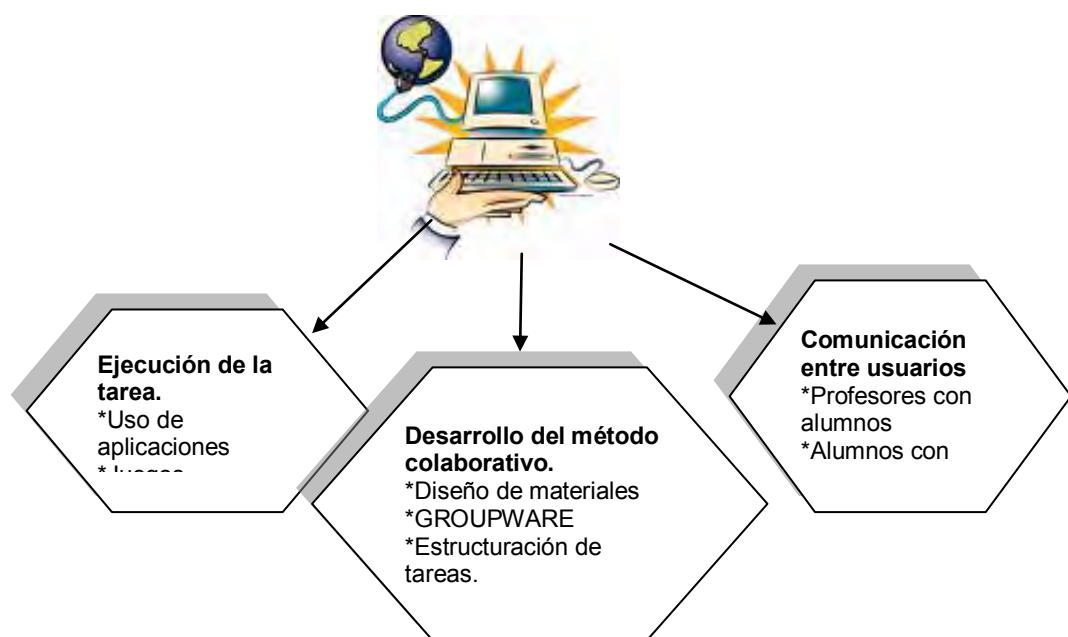 Ejecución de la
tarea.
*Uso de
aplicaciones
Desarrollo del método
colaborativo.
*Diseño de materiales
*GROUPWARE
*Estructuración de
tareas.
Comunicación
entre usuarios
*Profesores con
alumnos
*Alumnos con